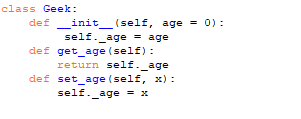 class Geek:
    def __init__(self, age = 0):
         self._age = age
    def get_age(self):
        return self._age
    def set_age(self, x):
        self._age = x